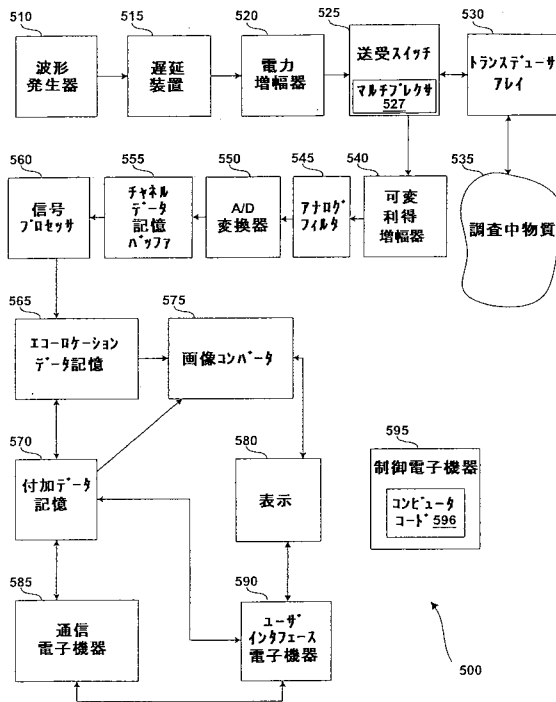 510
波形
発生器
515
遅延
装置
520
電力
増幅器
525
送受スイッチ
マルチプレクサ
527
530
トランスデューサ
アレイ
535
調査中物質
540
可変
利得
増幅器
545
アナログ
フィルタ
550
A/D
変換器
555
チャネル
データ
記憶
バッファ
560
信号
プロセッサ
565
エコーロケーション
データ記憶
575
画像コンバータ
570
付加データ
記憶
580
表示
595
制御電子機器
コンピュータ
コード 596
585
通信
電子機器
590
ユーザ
インタフェース
電子機器
500